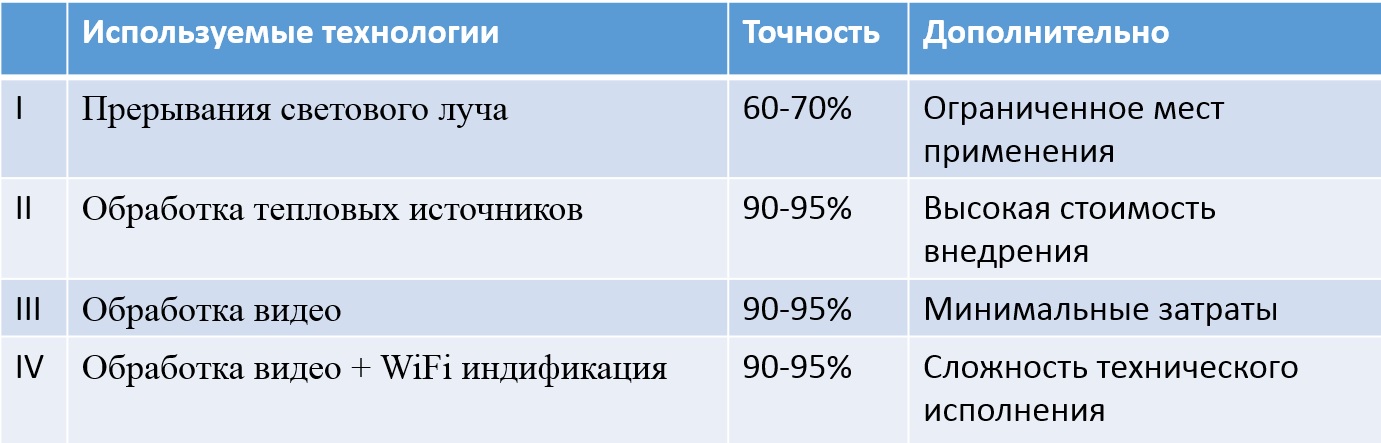 Используемые технологии Точность Дополнительно
I Прерывания светового луча 60-70% Ограниченное мест
применения
II Обработка тепловых источников 90-95% Высокая стоимость
внедрения
III Обработка видео 90-95% Минимальные затраты
IV Обработка видео + WiFi индификация 90-95% Сложность технического
исполнения